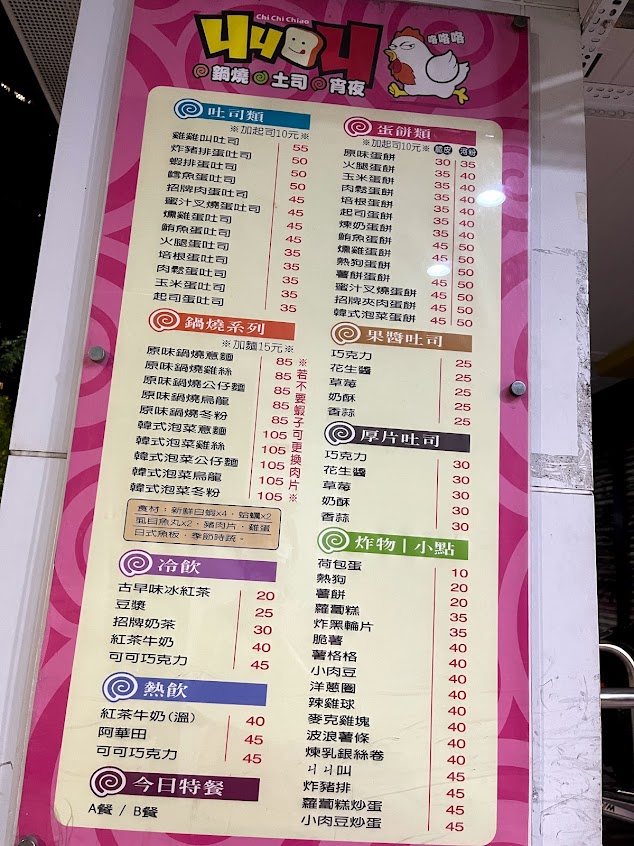 Chi Chi Chiao
ㄐㄐ叫
咯咯咯
鍋燒 土司 宵夜
吐司類
※加起司10元※
雞雞叫吐司 55
炸豬排蛋吐司 50
蝦排蛋吐司 50
鱈魚蛋吐司 50
招牌肉蛋吐司 45
蜜汁叉燒蛋吐司 45
燻雞蛋吐司 45
鮪魚蛋吐司 45
火腿蛋吐司 35
培根蛋吐司 35
肉鬆蛋吐司 35
玉米蛋吐司 35
起司蛋吐司 35
鍋燒系列
※加麵15元※
原味鍋燒意麵 85
原味鍋燒雞絲 85
原味鍋燒公仔麵 85
原味鍋燒烏龍 85
原味鍋燒冬粉 85
韓式泡菜意麵 105
韓式泡菜雞絲 105
韓式泡菜公仔麵 105
韓式泡菜烏龍 105
韓式泡菜冬粉 105
※若不要蝦子可更換肉片※
食材：新鮮白蝦x4，蛤蠣x2
虱目魚丸x2，豬肉片，雞蛋
日式魚板，季節時蔬。
冷飲
古早味冰紅茶 20
豆漿 25
招牌奶茶 30
紅茶牛奶 40
可可巧克力 45
熱飲
紅茶牛奶(溫) 40
阿華田 45
可可巧克力 45
今日特餐
A餐 / B餐
蛋餅類
※加起司10元※
原味蛋餅 30 35
火腿蛋餅 35 40
玉米蛋餅 35 40
肉鬆蛋餅 35 40
培根蛋餅 35 40
起司蛋餅 35 40
煉奶蛋餅 35 40
鮪魚蛋餅 45 50
燻雞蛋餅 45 50
熱狗蛋餅 45 50
薯餅蛋餅 45 50
蜜汁叉燒蛋餅 45 50
招牌夾肉蛋餅 45 50
韓式泡菜蛋餅 45 50
果醬吐司
巧克力 25
花生醬 25
草莓 25
奶酥 25
香蒜 25
厚片吐司
巧克力 30
花生醬 30
草莓 30
奶酥 30
香蒜 30
炸物|小點
荷包蛋 10
熱狗 20
薯餅 20
蘿蔔糕 35
炸黑輪片 35
脆薯 40
薯格格 40
小肉豆 40
洋蔥圈 40
辣雞球 40
麥克雞塊 40
波浪薯條 40
煉乳銀絲卷 40
ㄐㄐ叫 45
炸豬排 45
蘿蔔糕炒蛋 45
小肉豆炒蛋 50